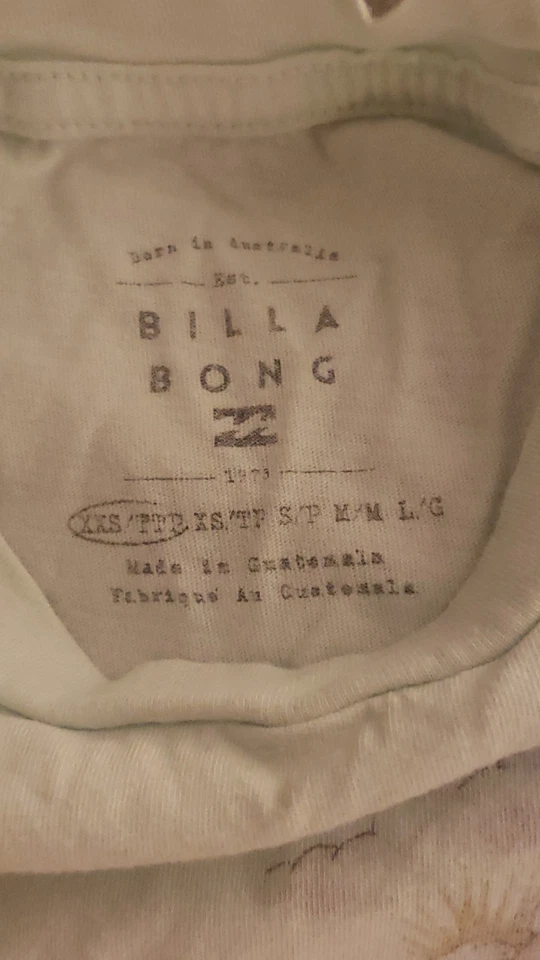 Born in Australia
Est.
BILLA
BONG
1973
XXS/TTP XS/TP S/P M/M L/G
Made in Guatemala
Fabriqué Au Guatemala